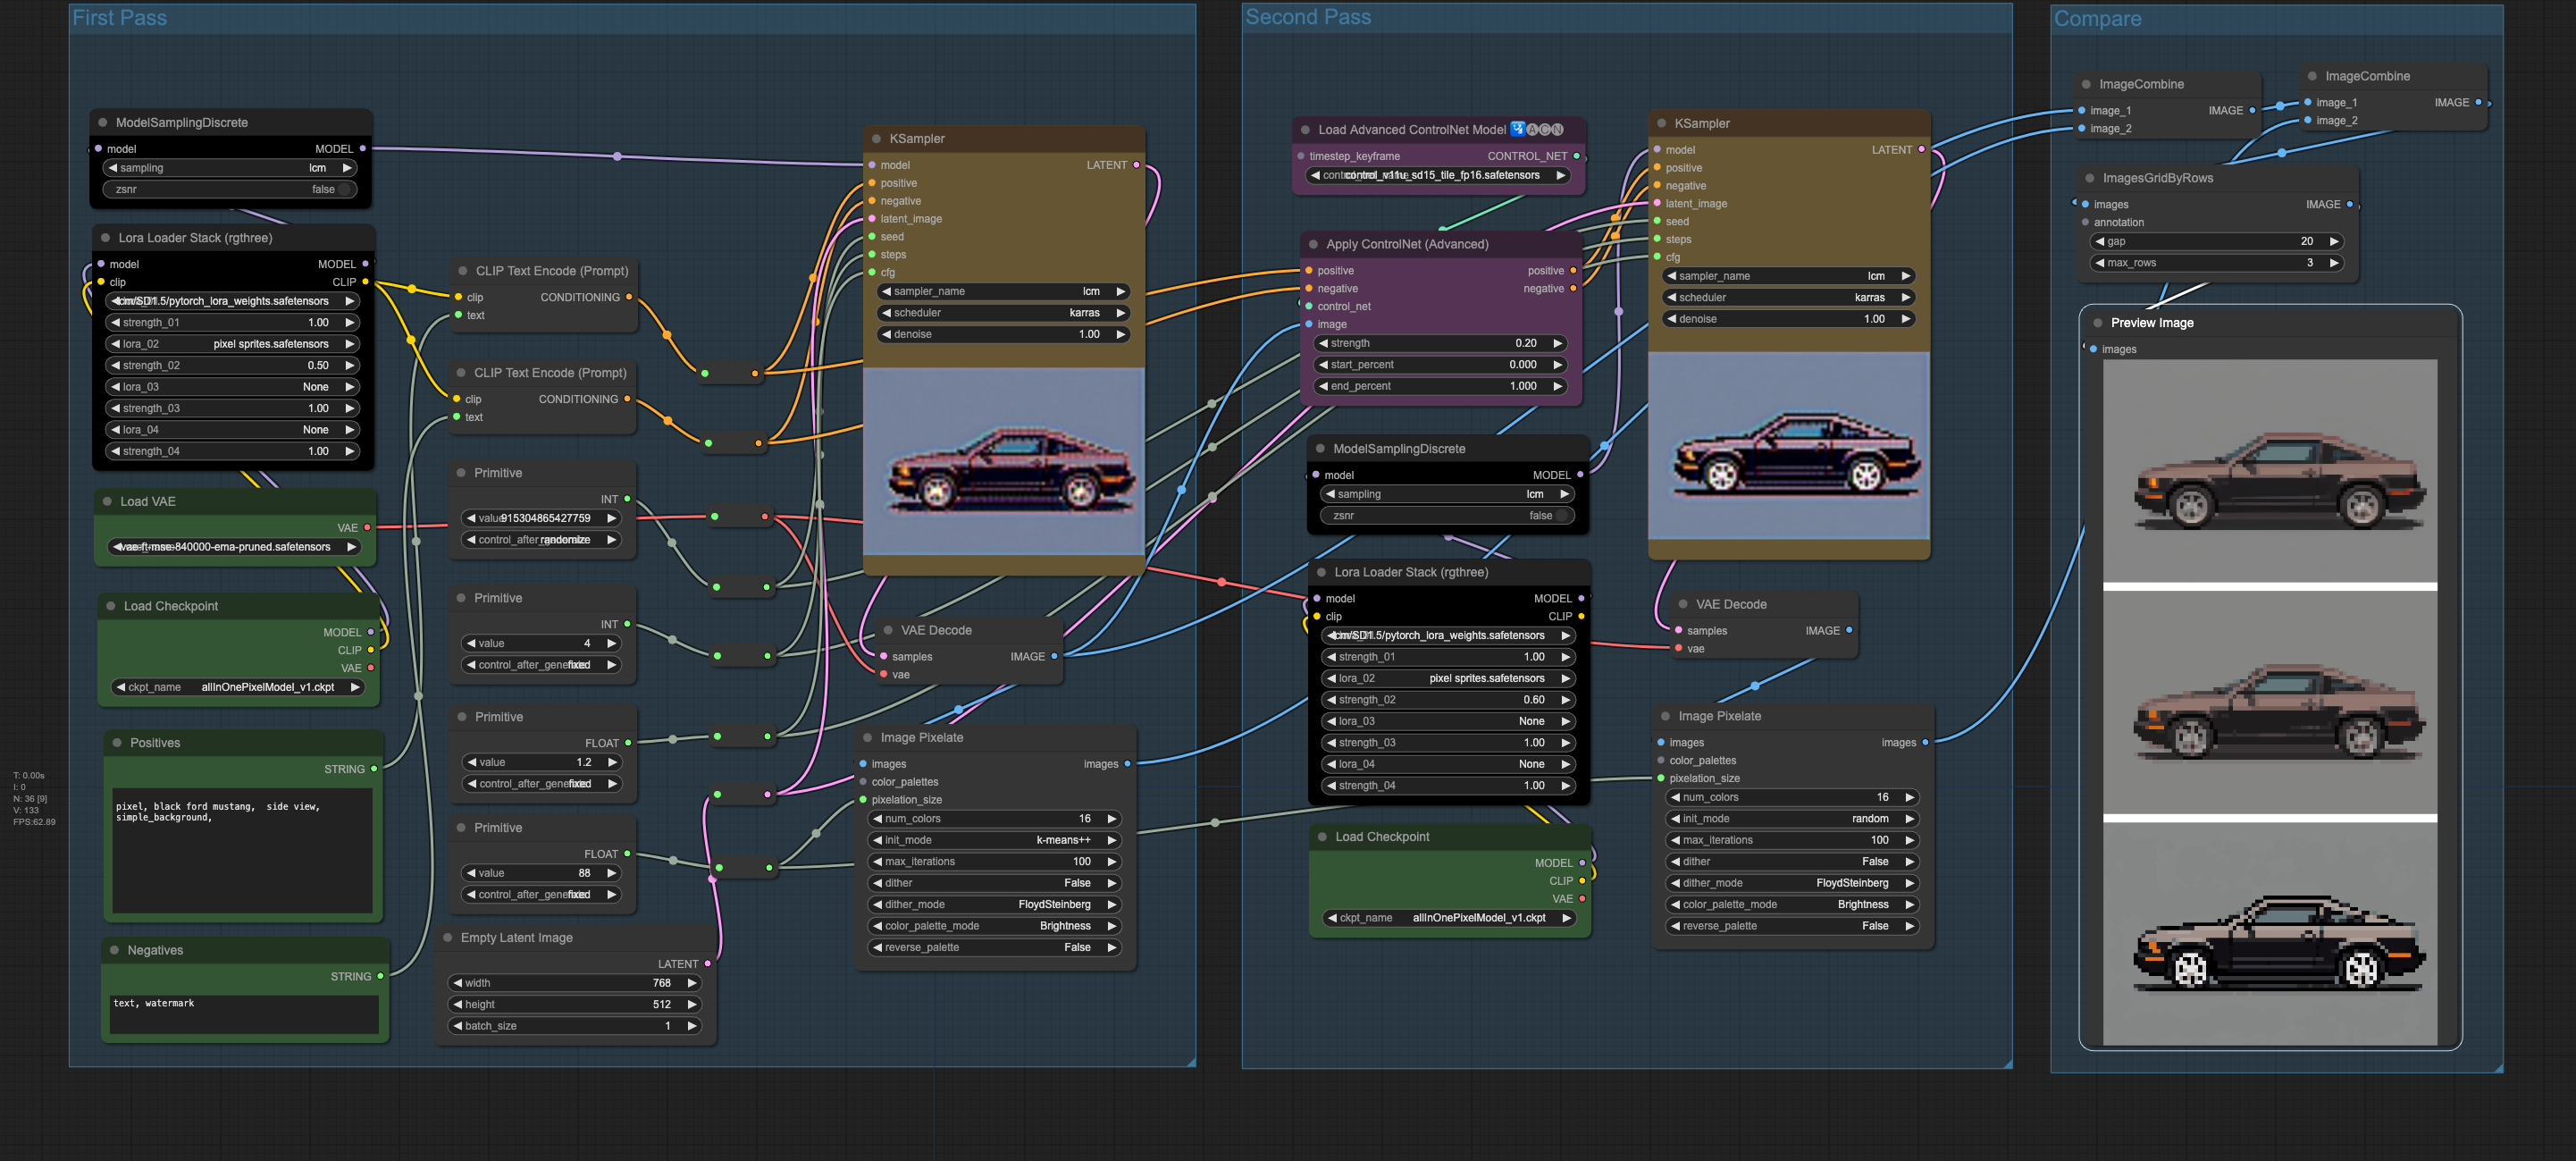 First Pass
ModelSamplingDiscrete
model MODEL
sampling lcm
zsnr false
Lora Loader Stack (rgthree)
model MODEL
clip CLIP
cm/SD1.5/pytorch_lora_weights.safetensors
strength_01 1.00
lora_02 pixel sprites.safetensors
strength_02 0.50
lora_03 None
strength_03 1.00
lora_04 None
strength_04 1.00
Load VAE
VAE
vae-ft-mse-840000-ema-pruned.safetensors
Load Checkpoint
MODEL
CLIP
VAE
ckpt_name allInOnePixelModel_v1.ckpt
Positives
STRING
pixel, black ford mustang, side view,
simple_background,
Negatives
STRING
text, watermark
T: 0.00s
I: 0
N: 36 [9]
V: 133
FPS:62.89
CLIP Text Encode (Prompt)
clip CONDITIONING
text
CLIP Text Encode (Prompt)
clip CONDITIONING
text
Primitive
INT
value 915304865427759
control_after_generate randomize
Primitive
INT
value 4
control_after_generate fixed
Primitive
FLOAT
value 1.2
control_after_generate fixed
Primitive
FLOAT
value 88
control_after_generate fixed
Empty Latent Image
LATENT
width 768
height 512
batch_size 1
KSampler
model LATENT
positive
negative
latent_image
seed
steps
cfg
sampler_name lcm
scheduler karras
denoise 1.00
VAE Decode
samples IMAGE
vae
Image Pixelate
images images
color_palettes
pixelation_size
num_colors 16
init_mode k-means++
max_iterations 100
dither False
dither_mode FloydSteinberg
color_palette_mode Brightness
reverse_palette False
Second Pass
Load Advanced ControlNet Model 🛂🅐🅒🅝
timestep_keyframe CONTROL_NET
control_v11u_sd15_tile_fp16.safetensors
Apply ControlNet (Advanced)
positive positive
negative negative
control_net
image
strength 0.20
start_percent 0.000
end_percent 1.000
ModelSamplingDiscrete
model MODEL
sampling lcm
zsnr false
Lora Loader Stack (rgthree)
model MODEL
clip CLIP
cm/SD1.5/pytorch_lora_weights.safetensors
strength_01 1.00
lora_02 pixel sprites.safetensors
strength_02 0.60
lora_03 None
strength_03 1.00
lora_04 None
strength_04 1.00
Load Checkpoint
MODEL
CLIP
VAE
ckpt_name allInOnePixelModel_v1.ckpt
KSampler
model LATENT
positive
negative
latent_image
seed
steps
cfg
sampler_name lcm
scheduler karras
denoise 1.00
VAE Decode
samples IMAGE
vae
Image Pixelate
images images
color_palettes
pixelation_size
num_colors 16
init_mode random
max_iterations 100
dither False
dither_mode FloydSteinberg
color_palette_mode Brightness
reverse_palette False
Compare
ImageCombine
image_1 IMAGE
image_2
ImageCombine
image_1 IMAGE
image_2
ImagesGridByRows
images IMAGE
annotation
gap 20
max_rows 3
Preview Image
images